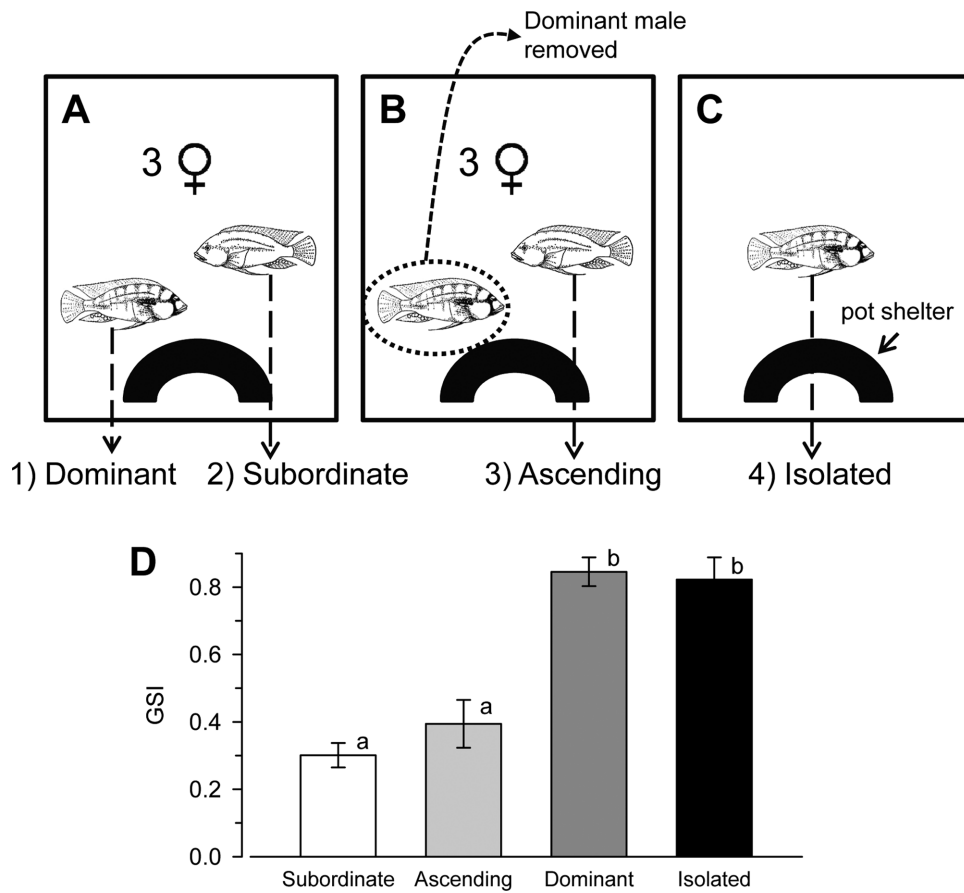 Dominant male
removed
A
B
C
3 ♀
3 ♀
pot shelter
1) Dominant
2) Subordinate
3) Ascending
4) Isolated
D
GSI
0.8
0.6
0.4
0.2
0.0
a
a
b
b
Subordinate
Ascending
Dominant
Isolated